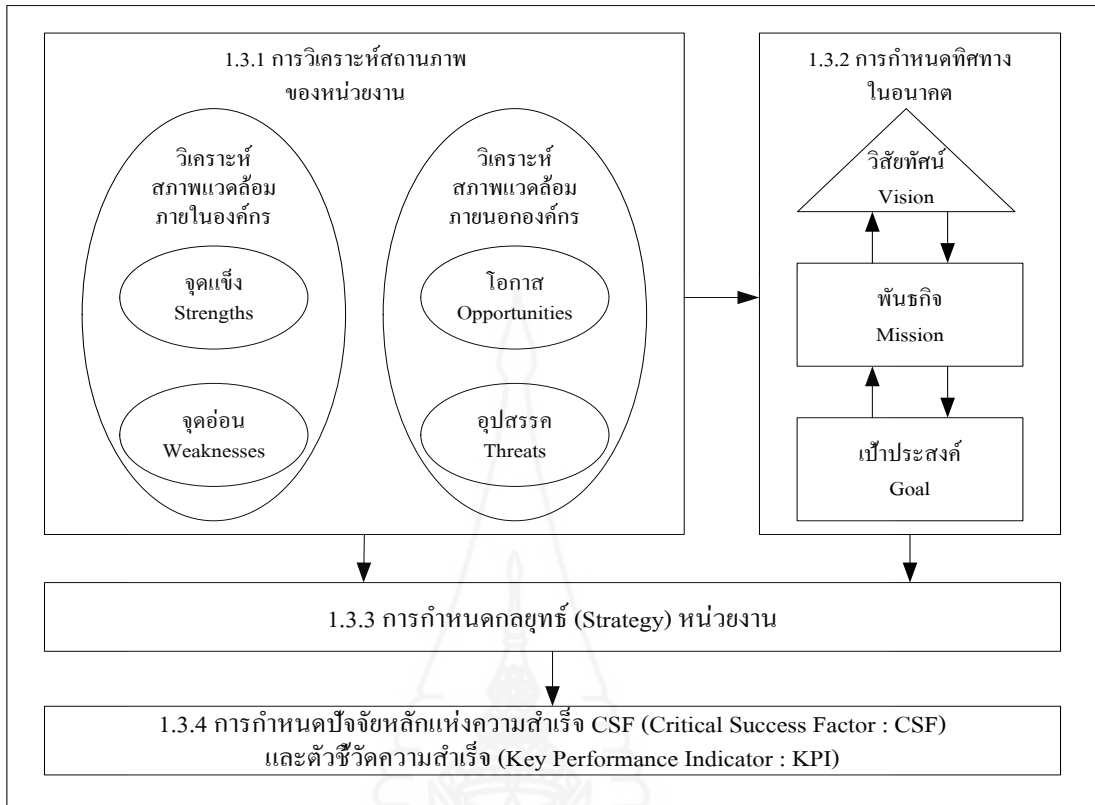 1.3.1 การวิเคราะห์สถานภาพ
ของหน่วยงาน
วิเคราะห์
สภาพแวดล้อม
ภายในองค์กร
จุดแข็ง
Strengths
จุดอ่อน
Weaknesses
วิเคราะห์
สภาพแวดล้อม
ภายนอกองค์กร
โอกาส
Opportunities
อุปสรรค
Threats
1.3.2 การกำหนดทิศทาง
ในอนาคต
วิสัยทัศน์
Vision
พันธกิจ
Mission
เป้าประสงค์
Goal
1.3.3 การกำหนดกลยุทธ์ (Strategy) หน่วยงาน
1.3.4 การกำหนดปัจจัยหลักแห่งความสำเร็จ CSF (Critical Success Factor : CSF)
และตัวชี้วัดความสำเร็จ (Key Performance Indicator : KPI)